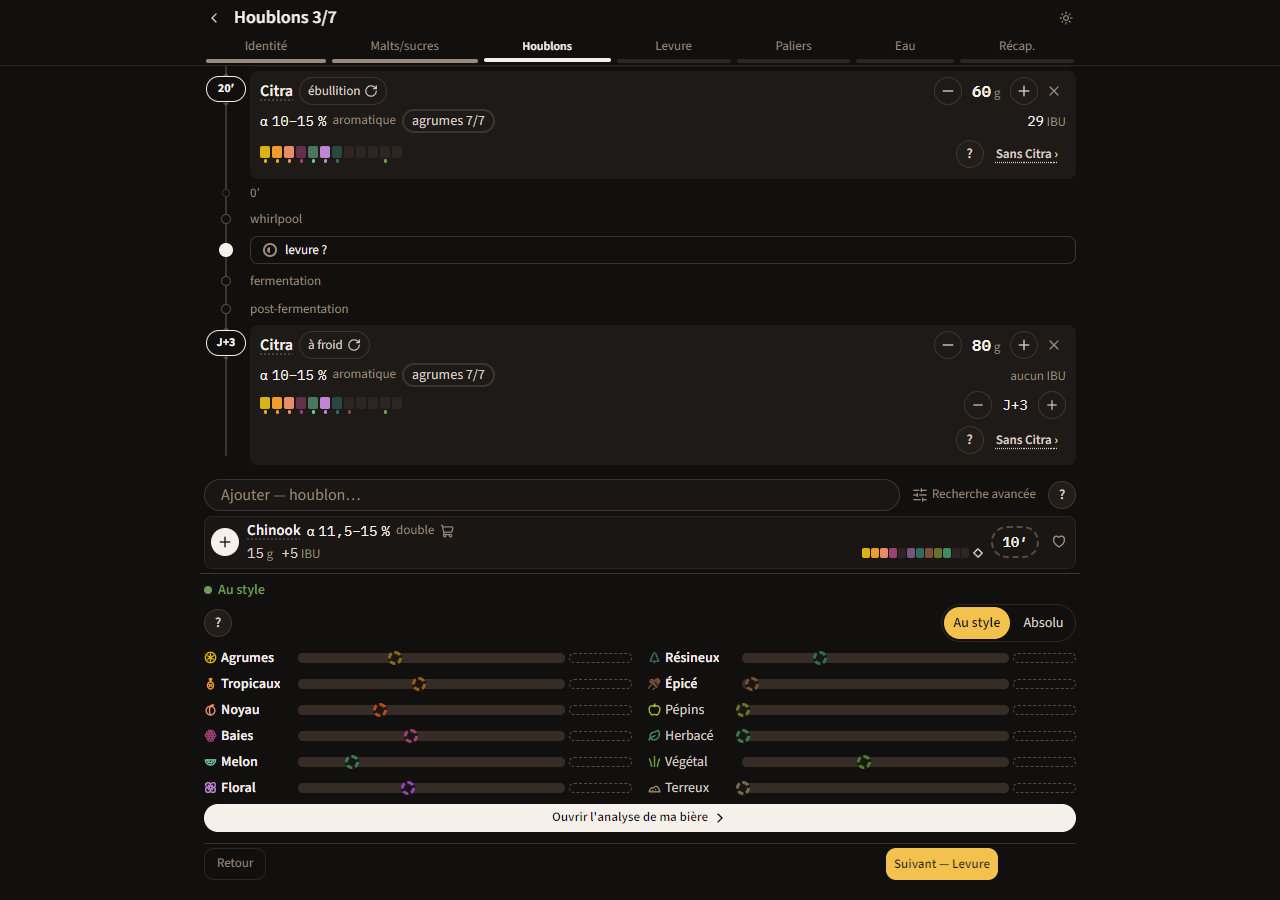 Houblons 3/7
Identité Malts/sucres Houblons Levure Paliers Eau Récap.
20′ Citra ébullition 60 g
α 10–15 % aromatique agrumes 7/7 29 IBU
? Sans Citra ›
0′
whirlpool
levure ?
fermentation
post-fermentation
J+3 Citra à froid 80 g
α 10–15 % aromatique agrumes 7/7 aucun IBU
J+3
? Sans Citra ›
Ajouter — houblon… Recherche avancée ?
Chinook α 11,5–15 % double
15 g +5 IBU 10′
Au style
? Au style Absolu
Agrumes Résineux
Tropicaux Épicé
Noyau Pépins
Baies Herbacé
Melon Végétal
Floral Terreux
Ouvrir l'analyse de ma bière
Retour Suivant — Levure